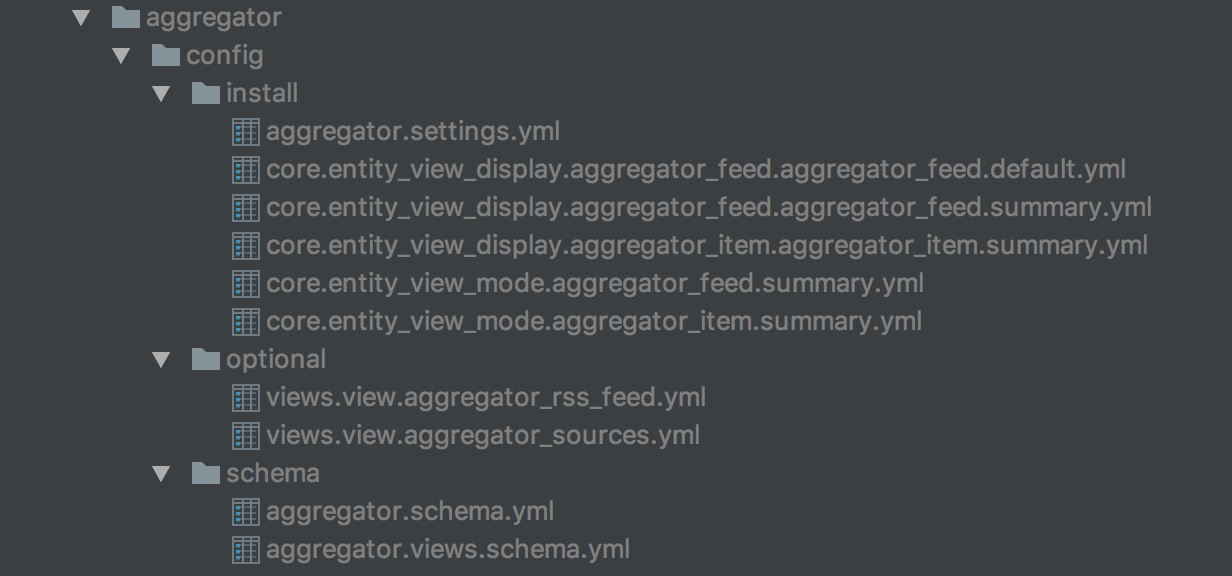 aggregator
config
install
aggregator.settings.yml
core.entity_view_display.aggregator_feed.aggregator_feed.default.yml
core.entity_view_display.aggregator_feed.aggregator_feed.summary.yml
core.entity_view_display.aggregator_item.aggregator_item.summary.yml
core.entity_view_mode.aggregator_feed.summary.yml
core.entity_view_mode.aggregator_item.summary.yml
optional
views.view.aggregator_rss_feed.yml
views.view.aggregator_sources.yml
schema
aggregator.schema.yml
aggregator.views.schema.yml